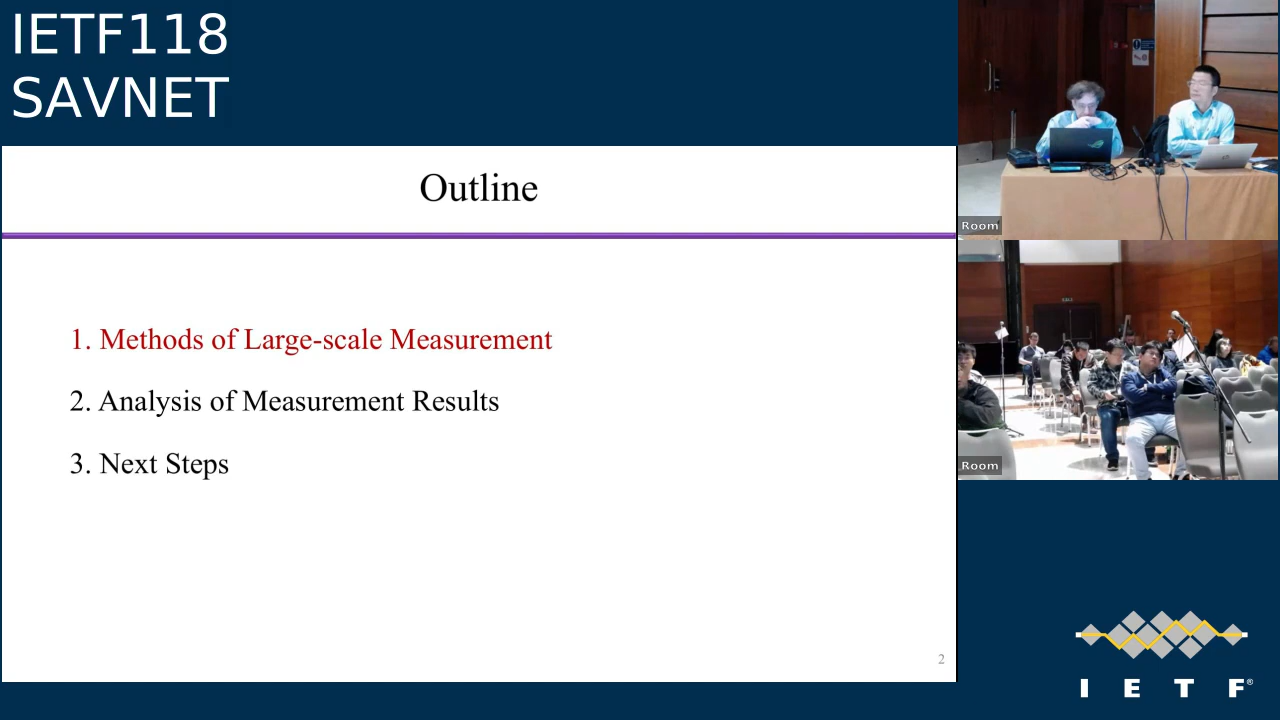 IETF118
SAVNET
Outline
1. Methods of Large-scale Measurement
2. Analysis of Measurement Results
3. Next Steps
2
Room
Room
I E T F®